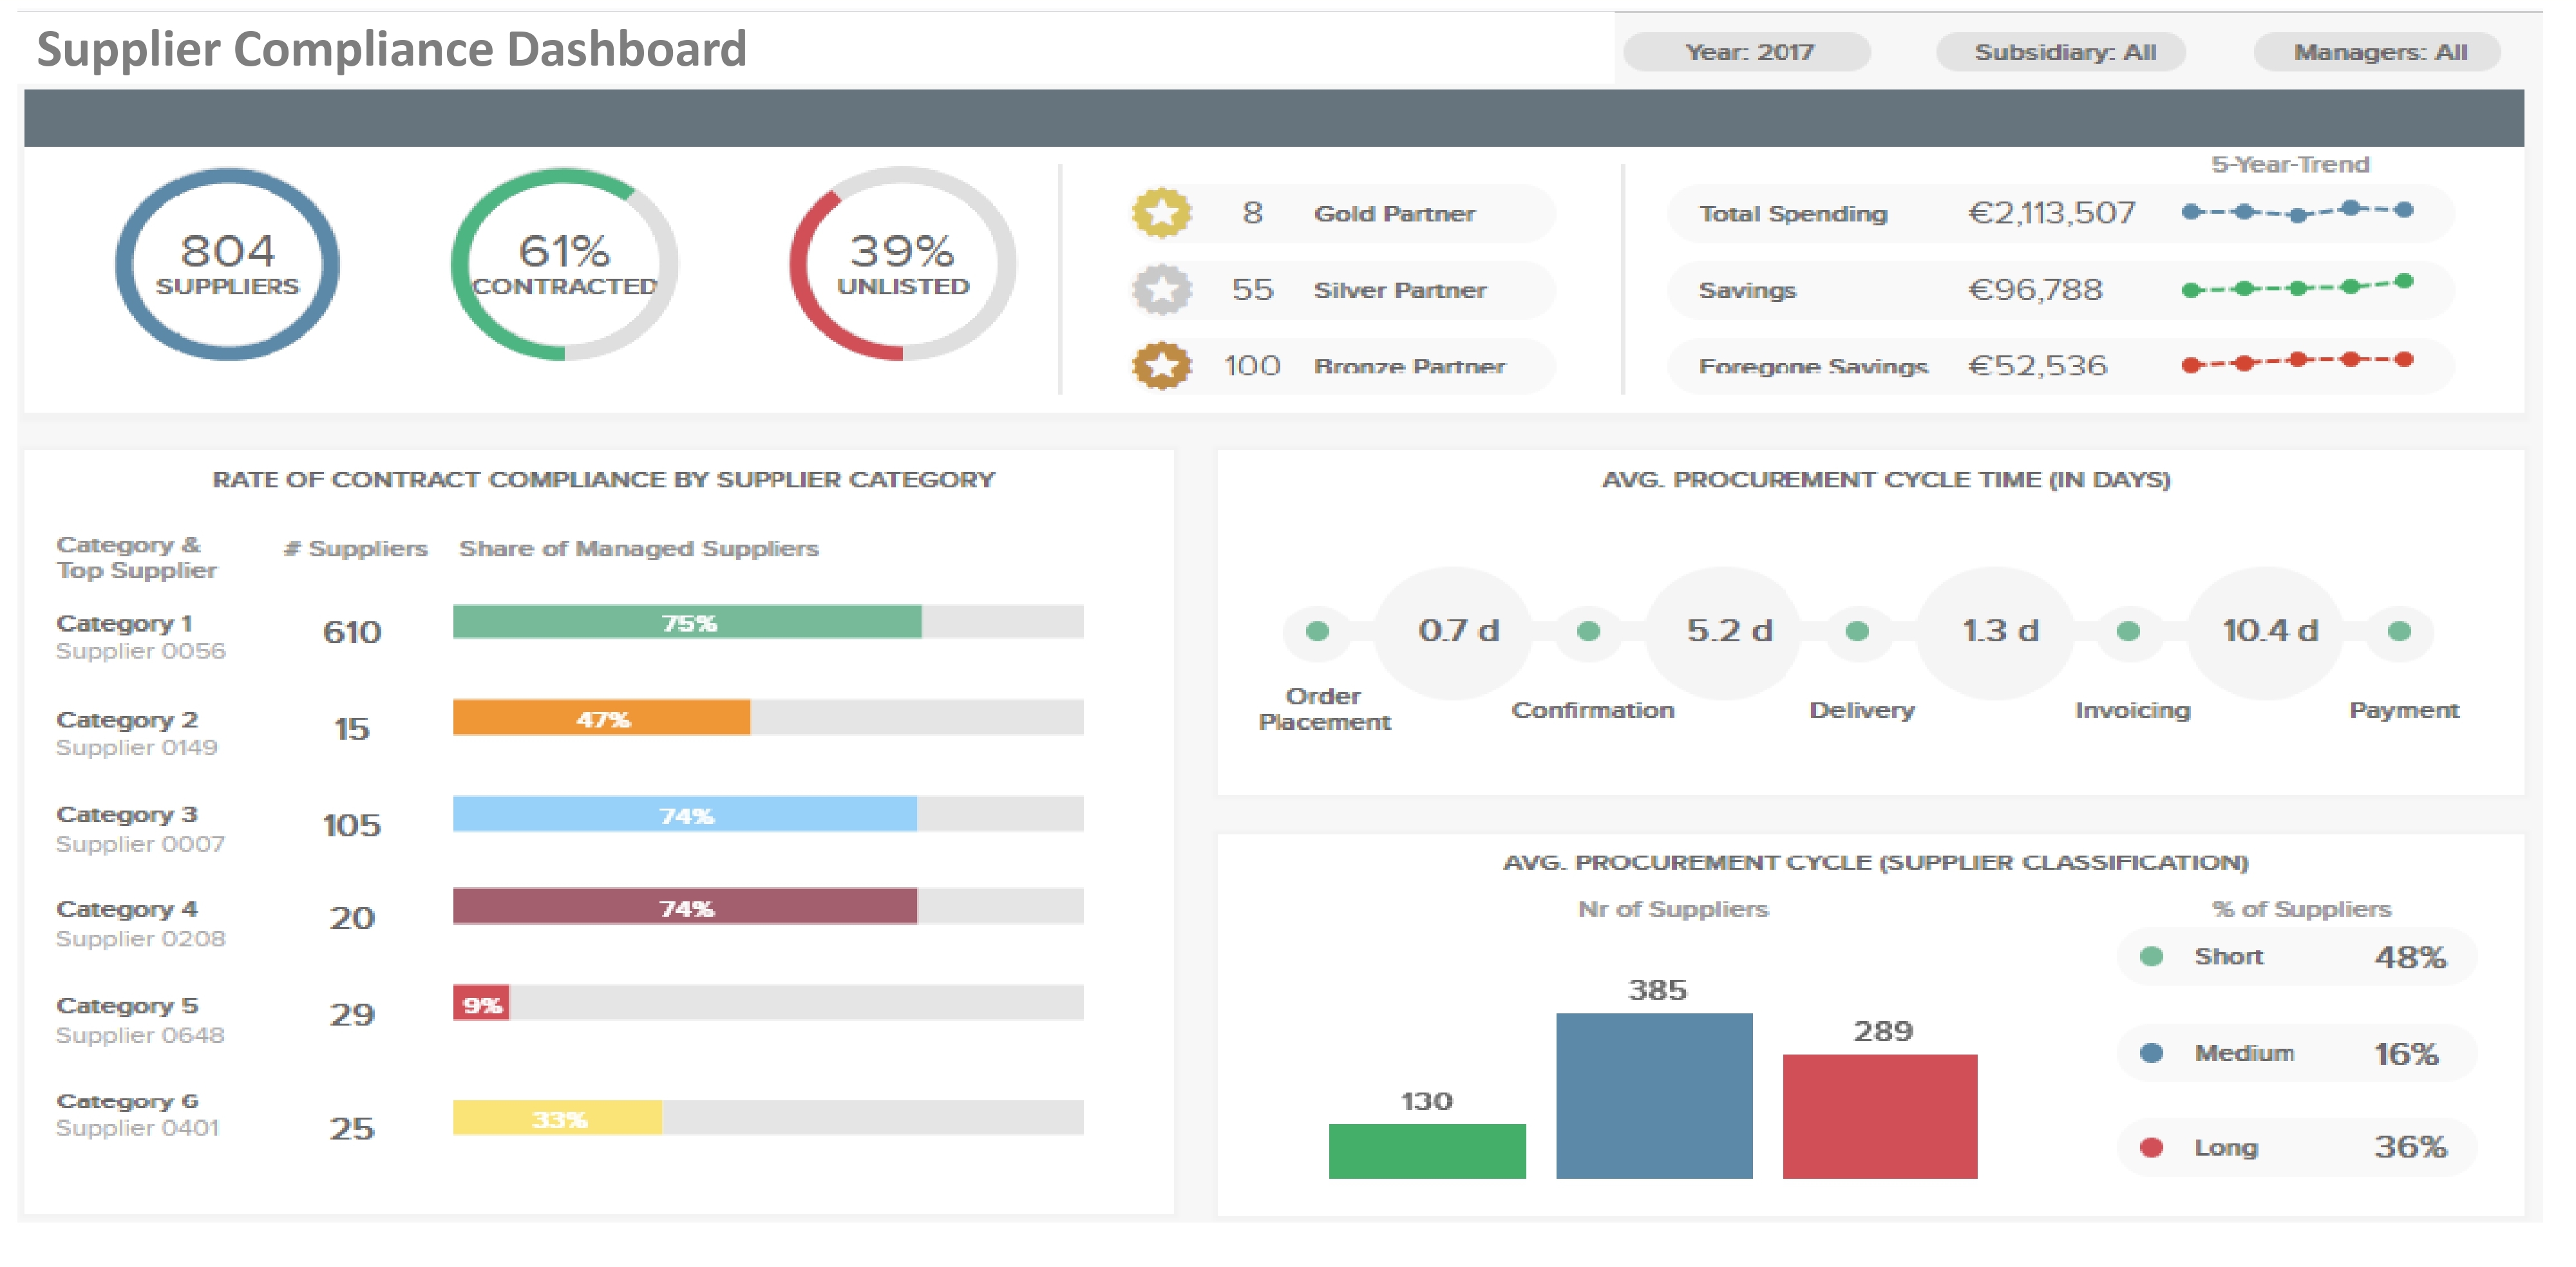 Supplier Compliance Dashboard
Year: 2017
Subsidiary: All
Managers: All
804
SUPPLIERS
61%
CONTRACTED
39%
UNLISTED
8 Gold Partner
55 Silver Partner
100 Bronze Partner
5-Year-Trend
Total Spending €2,113,507
Savings €96,788
Foregone Savings €52,536
RATE OF CONTRACT COMPLIANCE BY SUPPLIER CATEGORY
Category &
Top Supplier
# Suppliers
Share of Managed Suppliers
Category 1
Supplier 0056
610
75%
Category 2
Supplier 0149
15
47%
Category 3
Supplier 0007
105
74%
Category 4
Supplier 0208
20
74%
Category 5
Supplier 0648
29
9%
Category 6
Supplier 0401
25
33%
AVG. PROCUREMENT CYCLE TIME (IN DAYS)
0.7 d
5.2 d
1.3 d
10.4 d
Order
Placement
Confirmation
Delivery
Invoicing
Payment
AVG. PROCUREMENT CYCLE (SUPPLIER CLASSIFICATION)
Nr of Suppliers
130
385
289
% of Suppliers
Short 48%
Medium 16%
Long 36%